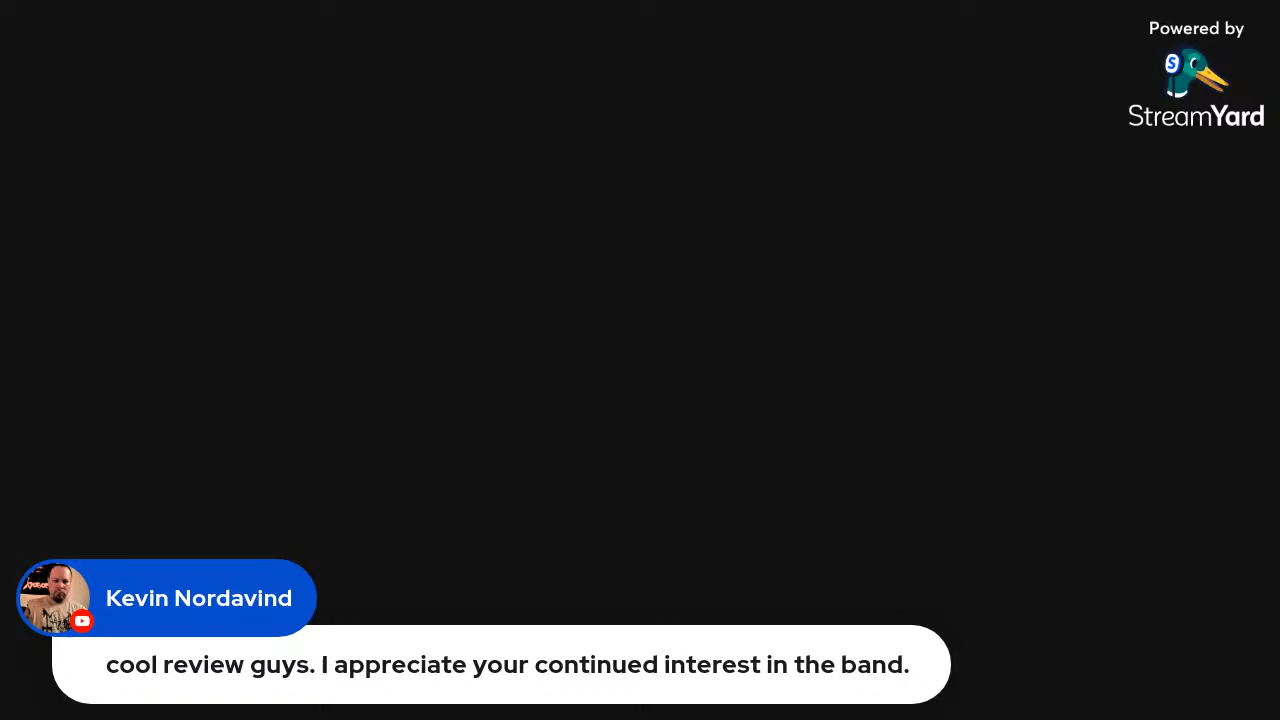 Powered by
S
StreamYard
Kevin Nordavind
cool review guys. I appreciate your continued interest in the band.